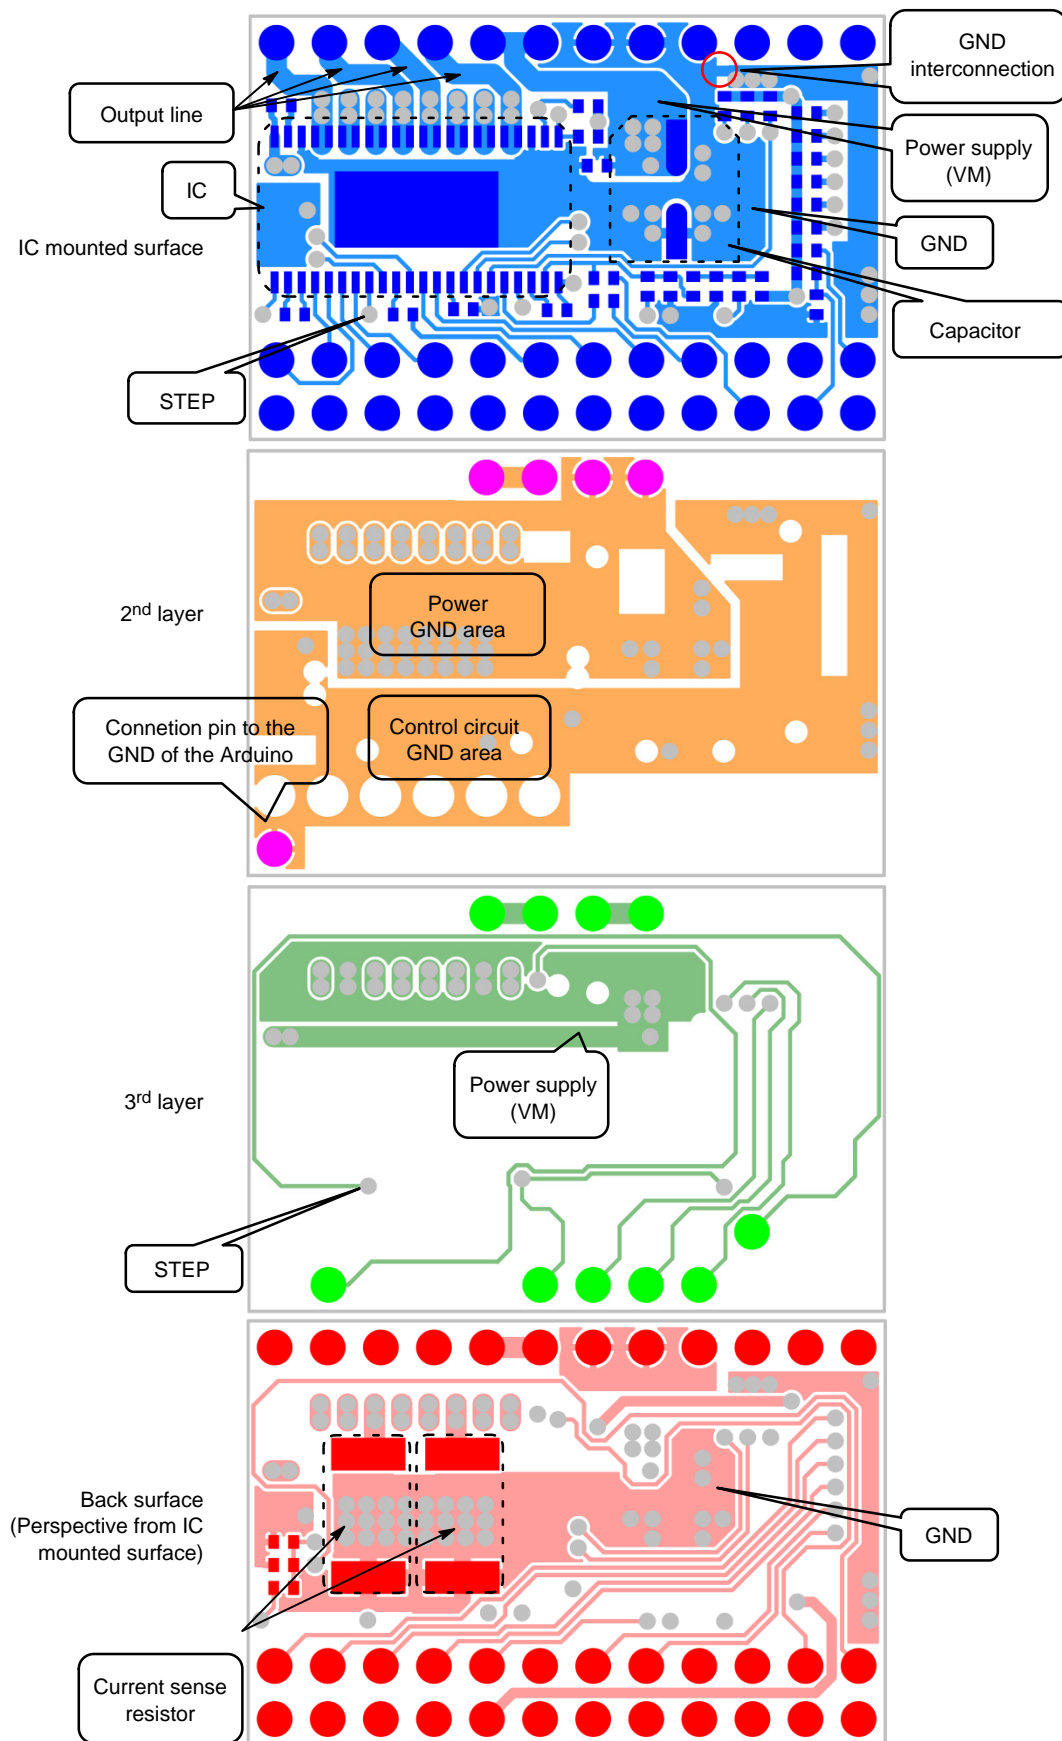 GND
interconnection
Output line
Power supply
(VM)
IC
IC mounted surface
GND
Capacitor
STEP
Power
GND area
2nd layer
Connetion pin to the
GND of the Arduino
Control circuit
GND area
Power supply
(VM)
3rd layer
STEP
Back surface
(Perspective from IC
mounted surface)
GND
Current sense
resistor